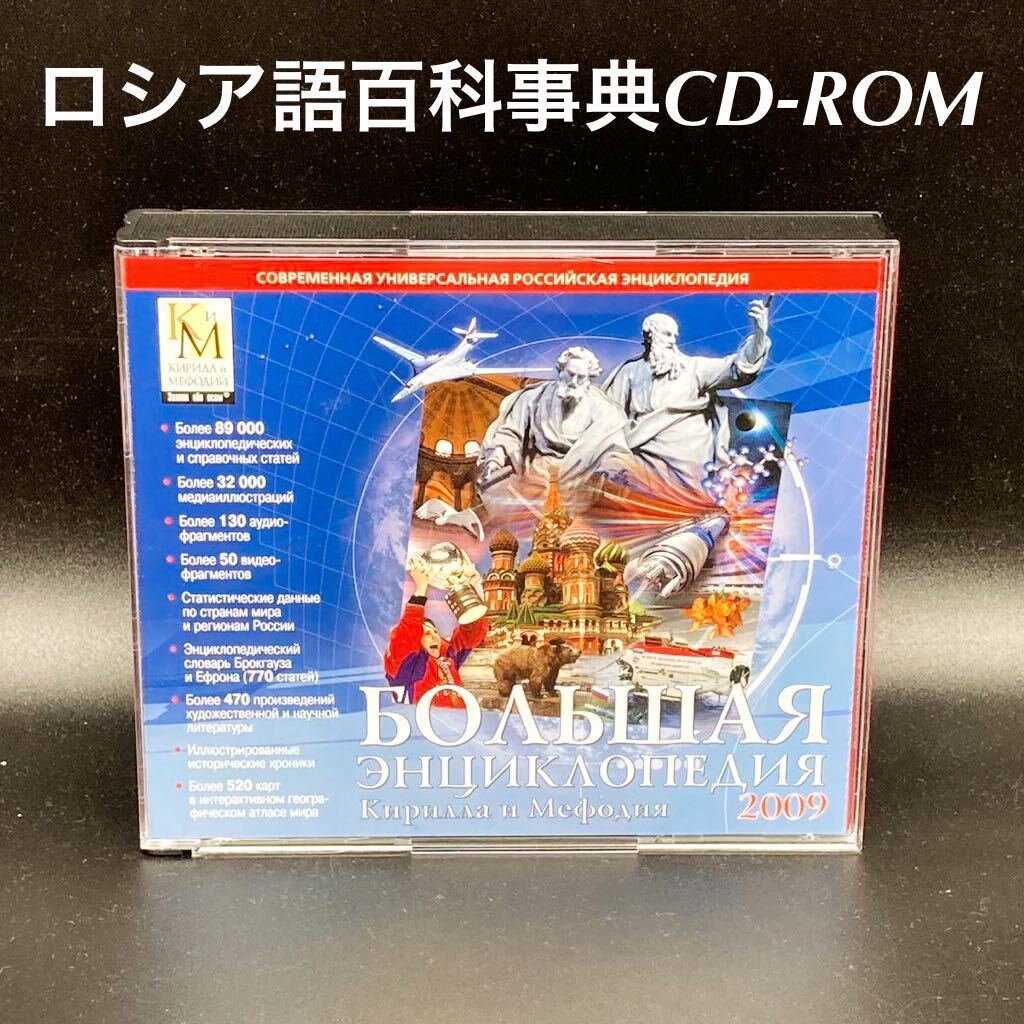 ロシア語百科事典CD-ROM
СОВРЕМЕННАЯ УНИВЕРСАЛЬНАЯ РОССИЙСКАЯ ЭНЦИКЛОПЕДИЯ
К и М
КИРИЛЛ и
МЕФОДИЙ
Знания обо всем
Более 89 000
энциклопедических
и справочных статей
Более 32 000
медиаиллюстраций
Более 130 аудио-
фрагментов
Более 50 видео-
фрагментов
Статистические данные
по странам мира
и регионам России
Энциклопедический
словарь Брокгауза
и Ефрона (770 статей)
Более 470 произведений
художественной и научной
литературы
Иллюстрированные
исторические хроники
Более 520 карт
в интерактивном геогра-
фическом атласе мира
БОЛЬШАЯ
ЭНЦИКЛОПЕДИЯ
Кирилла и Мефодия
2009